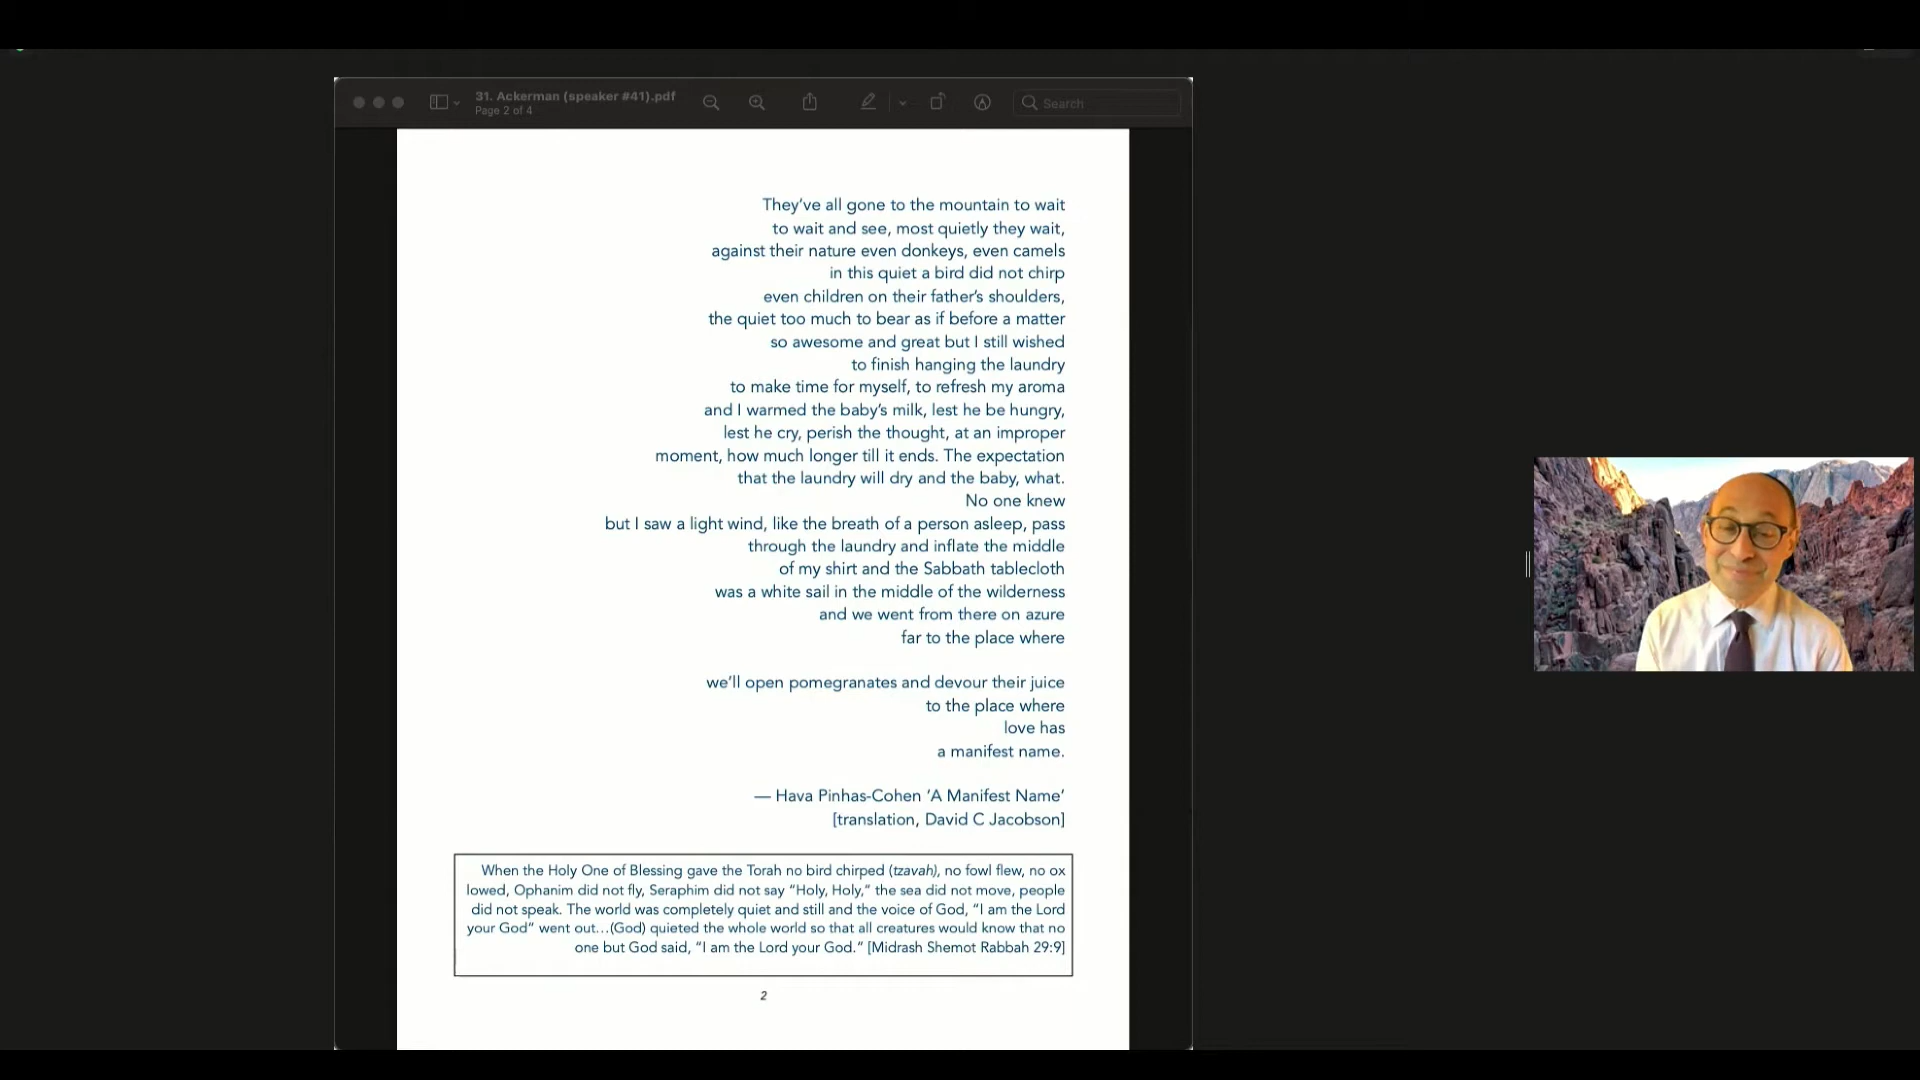 31. Ackerman (speaker #41).pdf
Page 2 of 4
Search
They’ve all gone to the mountain to wait
to wait and see, most quietly they wait,
against their nature even donkeys, even camels
in this quiet a bird did not chirp
even children on their father’s shoulders,
the quiet too much to bear as if before a matter
so awesome and great but I still wished
to finish hanging the laundry
to make time for myself, to refresh my aroma
and I warmed the baby’s milk, lest he be hungry,
lest he cry, perish the thought, at an improper
moment, how much longer till it ends. The expectation
that the laundry will dry and the baby, what.
No one knew
but I saw a light wind, like the breath of a person asleep, pass
through the laundry and inflate the middle
of my shirt and the Sabbath tablecloth
was a white sail in the middle of the wilderness
and we went from there on azure
far to the place where
we’ll open pomegranates and devour their juice
to the place where
love has
a manifest name.
— Hava Pinhas-Cohen ‘A Manifest Name’
[translation, David C Jacobson]
When the Holy One of Blessing gave the Torah no bird chirped (tzavah), no fowl flew, no ox
lowed, Ophanim did not fly, Seraphim did not say “Holy, Holy,“ the sea did not move, people
did not speak. The world was completely quiet and still and the voice of God, “I am the Lord
your God” went out…(God) quieted the whole world so that all creatures would know that no
one but God said, “I am the Lord your God.” [Midrash Shemot Rabbah 29:9]
2